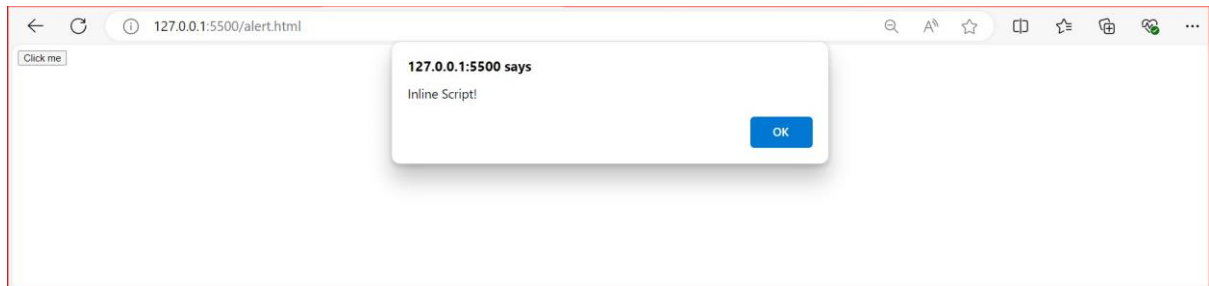 127.0.0.1:5500/alert.html
Click me
127.0.0.1:5500 says
Inline Script!
OK